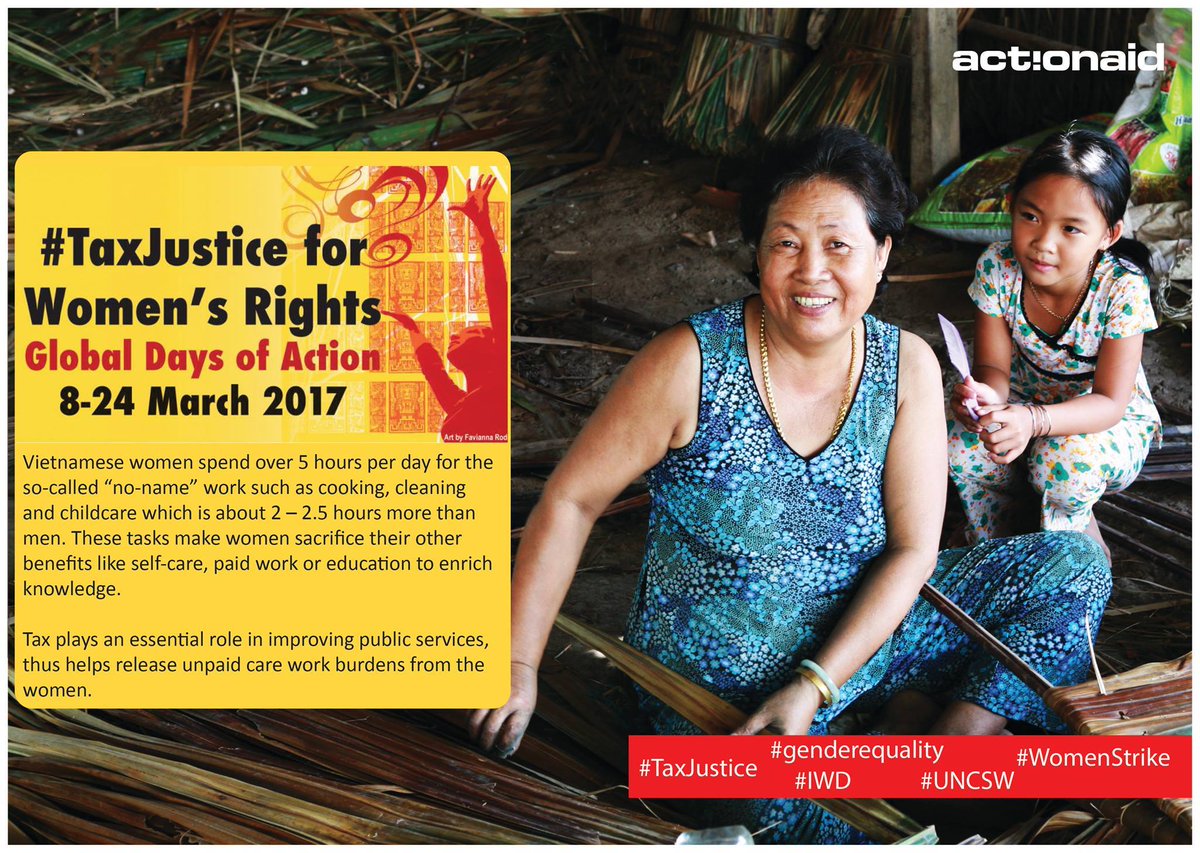 act!onaid
#TaxJustice for
Women's Rights
Global Days of Action
8-24 March 2017
Art by Favianna Rod
Vietnamese women spend over 5 hours per day for the
so-called “no-name” work such as cooking, cleaning
and childcare which is about 2 – 2.5 hours more than
men. These tasks make women sacrifice their other
benefits like self-care, paid work or education to enrich
knowledge.
Tax plays an essential role in improving public services,
thus helps release unpaid care work burdens from the
women.
#genderequality
#TaxJustice
#WomenStrike
#IWD
#UNCSW